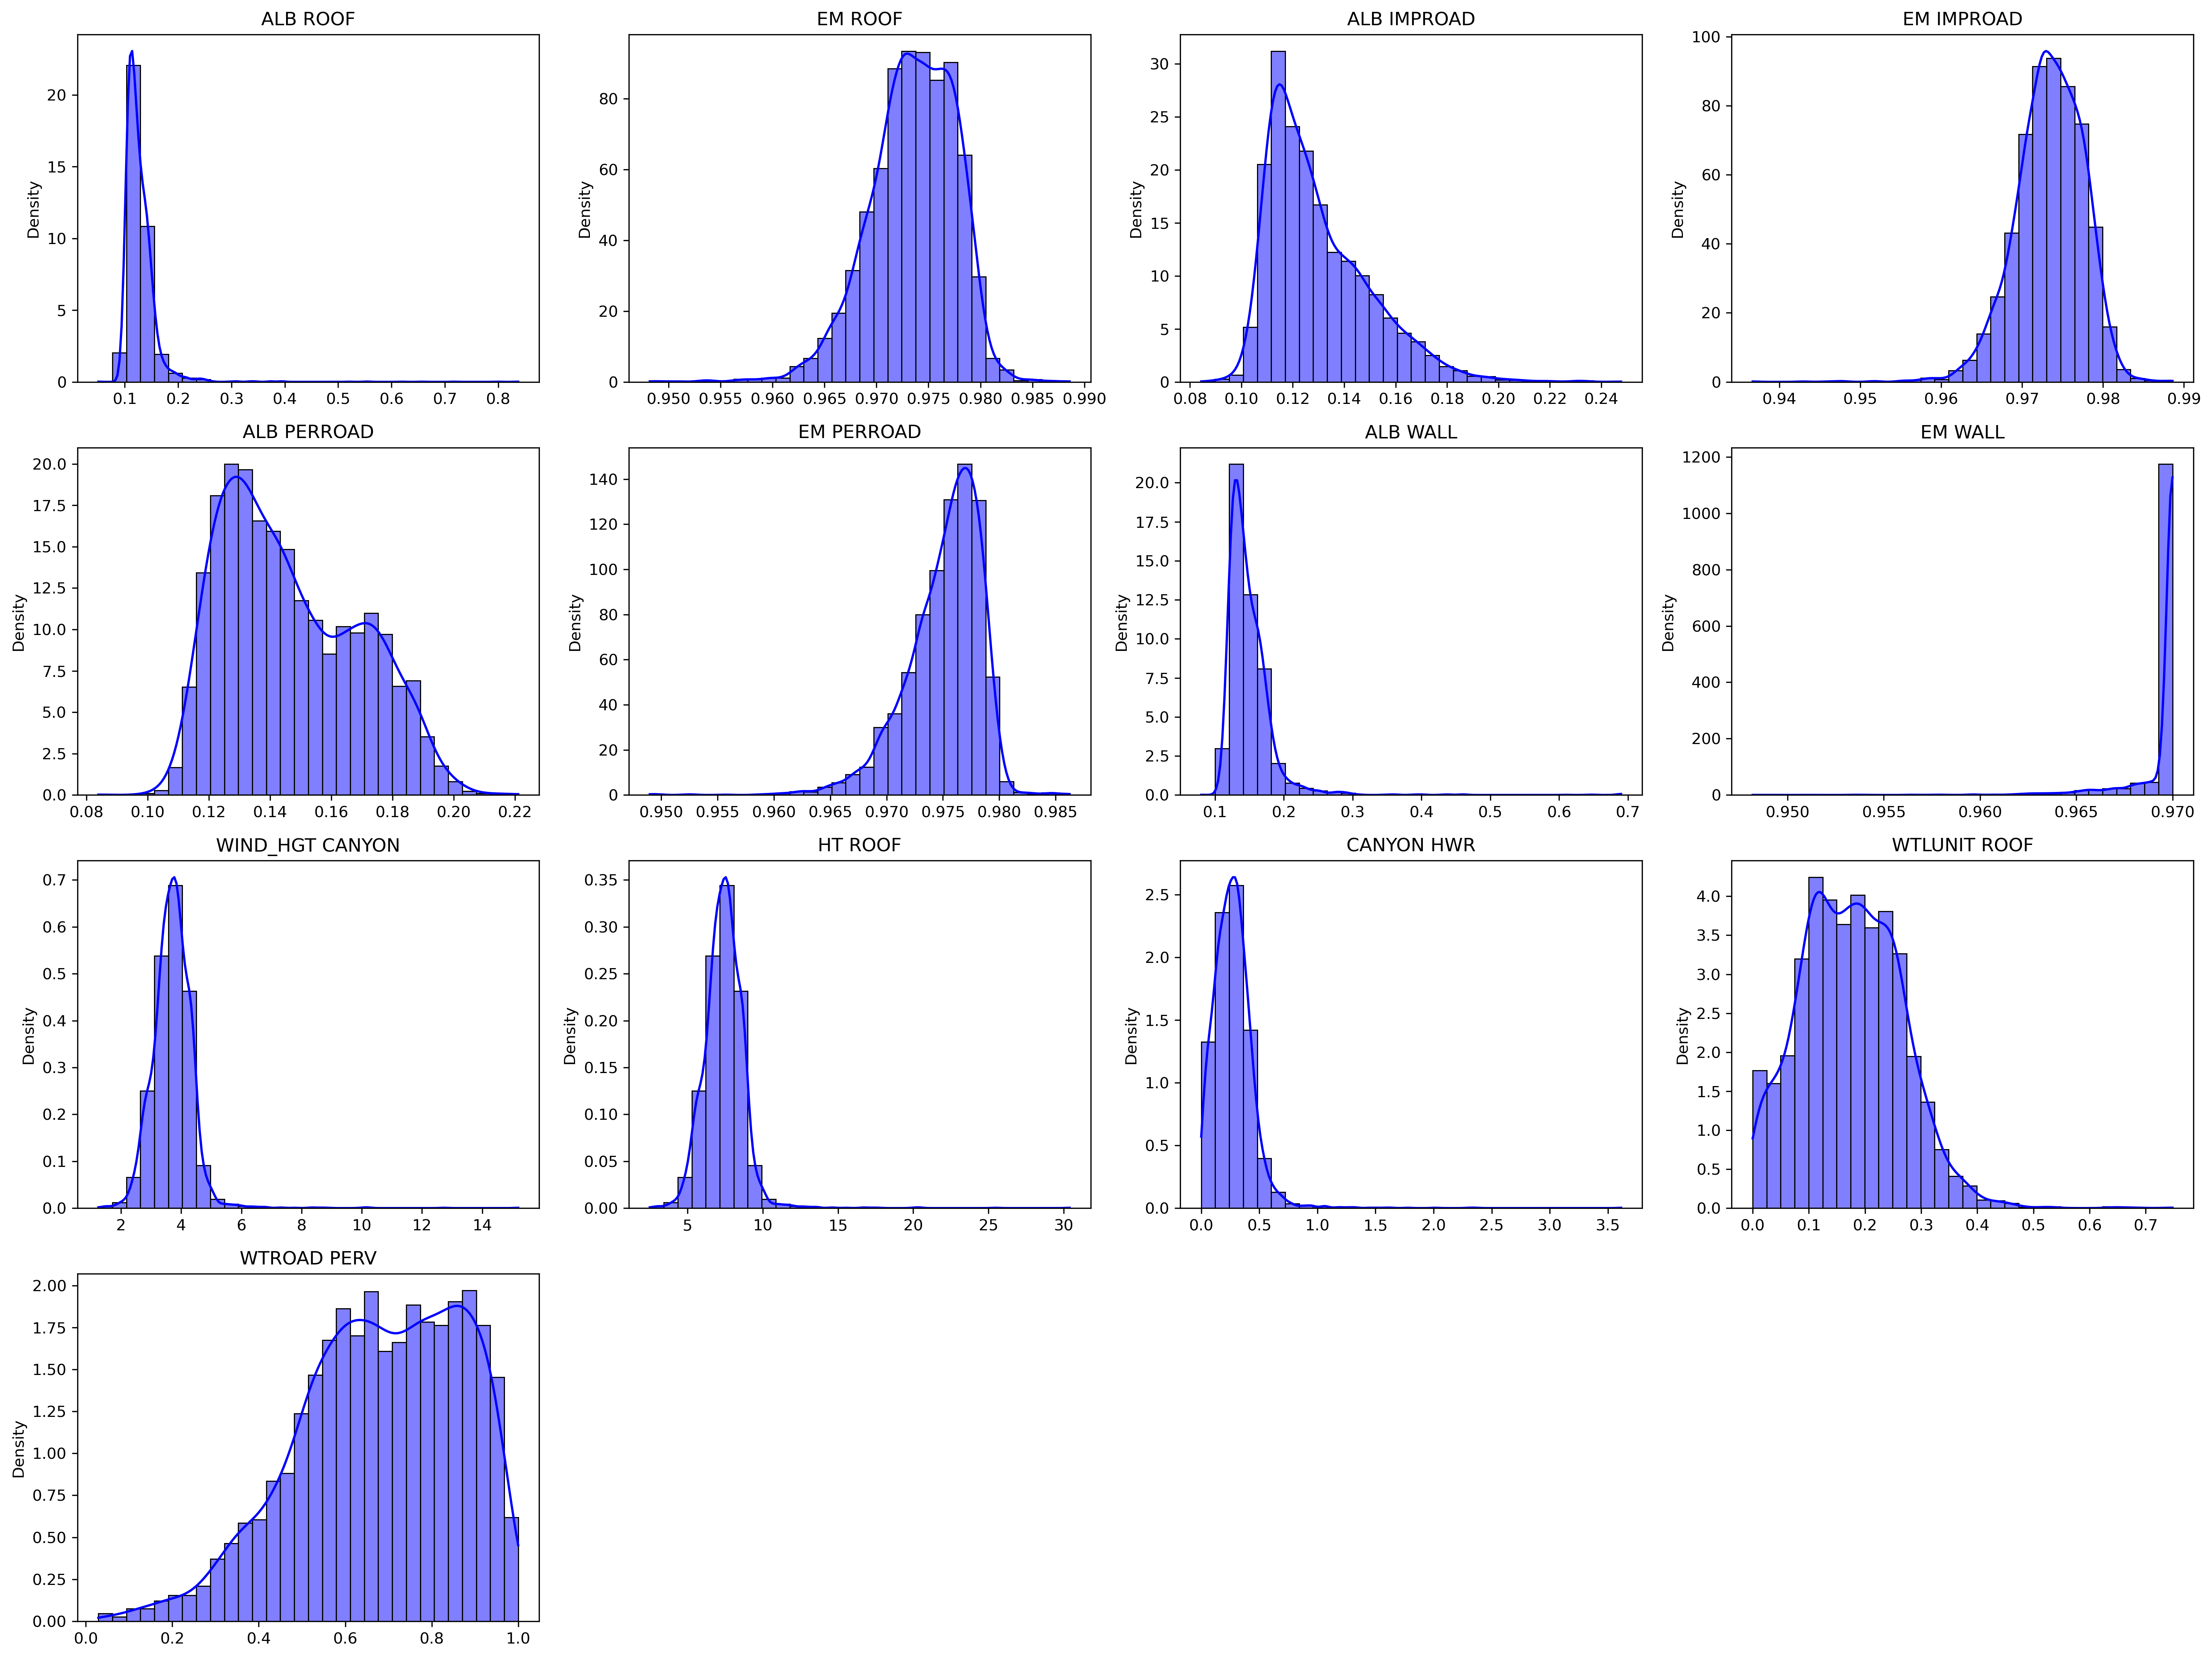 ALB ROOF
Density
0
5
10
15
20
0.1 0.2 0.3 0.4 0.5 0.6 0.7 0.8
EM ROOF
Density
0
20
40
60
80
0.950 0.955 0.960 0.965 0.970 0.975 0.980 0.985 0.990
ALB IMPROAD
Density
0
5
10
15
20
25
30
0.08 0.10 0.12 0.14 0.16 0.18 0.20 0.22 0.24
EM IMPROAD
Density
0
20
40
60
80
100
0.94 0.95 0.96 0.97 0.98 0.99
ALB PERROAD
Density
0.0
2.5
5.0
7.5
10.0
12.5
15.0
17.5
20.0
0.08 0.10 0.12 0.14 0.16 0.18 0.20 0.22
EM PERROAD
Density
0
20
40
60
80
100
120
140
0.950 0.955 0.960 0.965 0.970 0.975 0.980 0.985
ALB WALL
Density
0.0
2.5
5.0
7.5
10.0
12.5
15.0
17.5
20.0
0.1 0.2 0.3 0.4 0.5 0.6 0.7
EM WALL
Density
0
200
400
600
800
1000
1200
0.950 0.955 0.960 0.965 0.970
WIND_HGT CANYON
Density
0.0
0.1
0.2
0.3
0.4
0.5
0.6
0.7
2 4 6 8 10 12 14
HT ROOF
Density
0.00
0.05
0.10
0.15
0.20
0.25
0.30
0.35
5 10 15 20 25 30
CANYON HWR
Density
0.0
0.5
1.0
1.5
2.0
2.5
0.0 0.5 1.0 1.5 2.0 2.5 3.0 3.5
WTLUNIT ROOF
Density
0.0
0.5
1.0
1.5
2.0
2.5
3.0
3.5
4.0
0.0 0.1 0.2 0.3 0.4 0.5 0.6 0.7
WTROAD PERV
Density
0.00
0.25
0.50
0.75
1.00
1.25
1.50
1.75
2.00
0.0 0.2 0.4 0.6 0.8 1.0